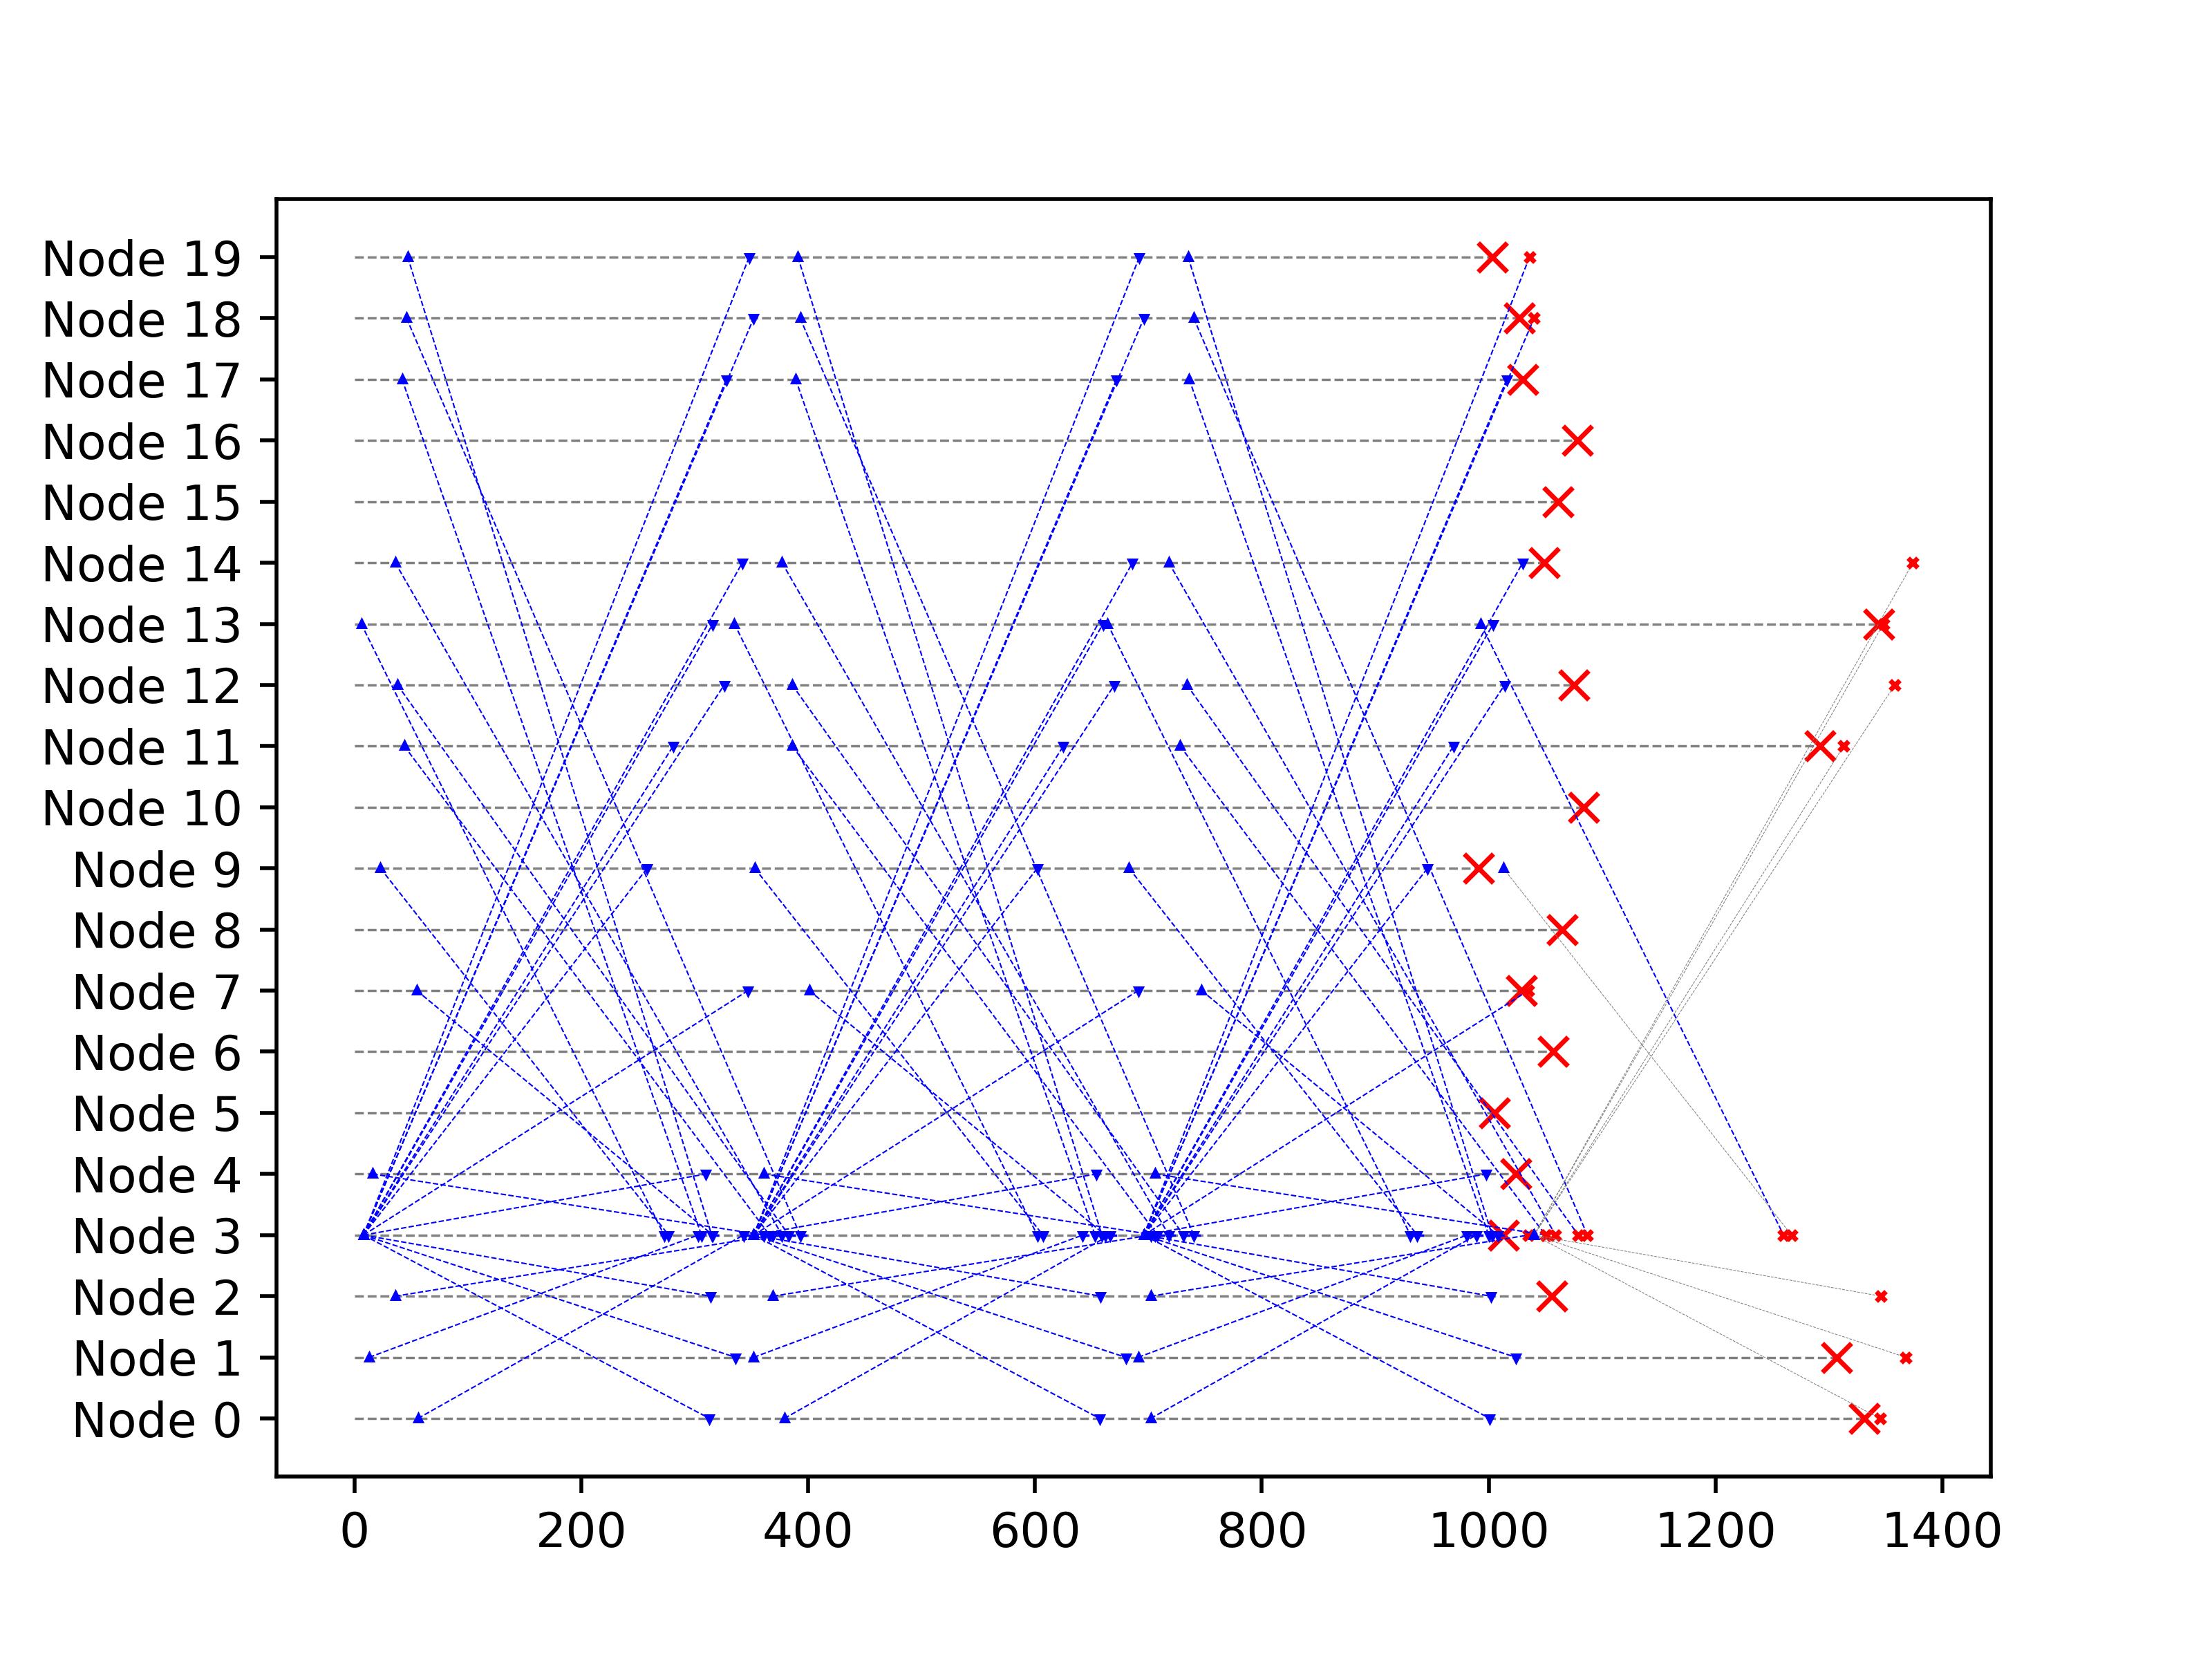 Node 19
Node 18
Node 17
Node 16
Node 15
Node 14
Node 13
Node 12
Node 11
Node 10
Node 9
Node 8
Node 7
Node 6
Node 5
Node 4
Node 3
Node 2
Node 1
Node 0
0 200 400 600 800 1000 1200 1400